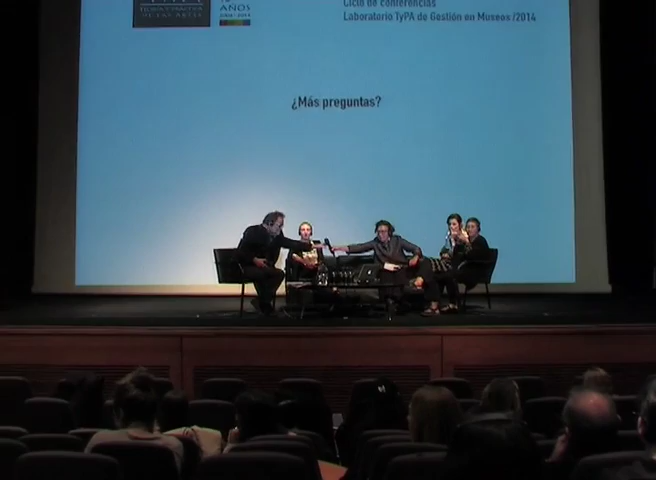 AÑOS
Ciclo de conferencias
Laboratorio TyPA de Gestión en Museos /2014
¿Más preguntas?